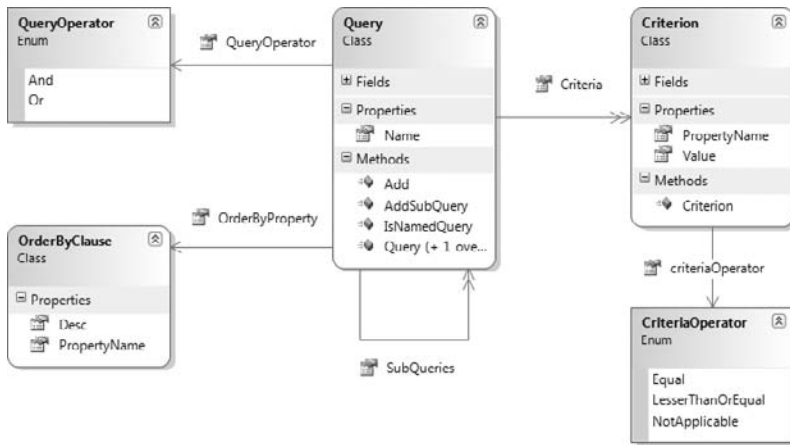 QueryOperator
Enum
And
Or
QueryOperator
Query
Class
Fields
Properties
Name
Methods
Add
AddSubQuery
IsNamedQuery
Query (+ 1 ove...
Criteria
Criterion
Class
Fields
Properties
PropertyName
Value
Methods
Criterion
OrderByProperty
OrderByClause
Class
Properties
Desc
PropertyName
SubQueries
criteriaOperator
CriteriaOperator
Enum
Equal
LesserThanOrEqual
NotApplicable